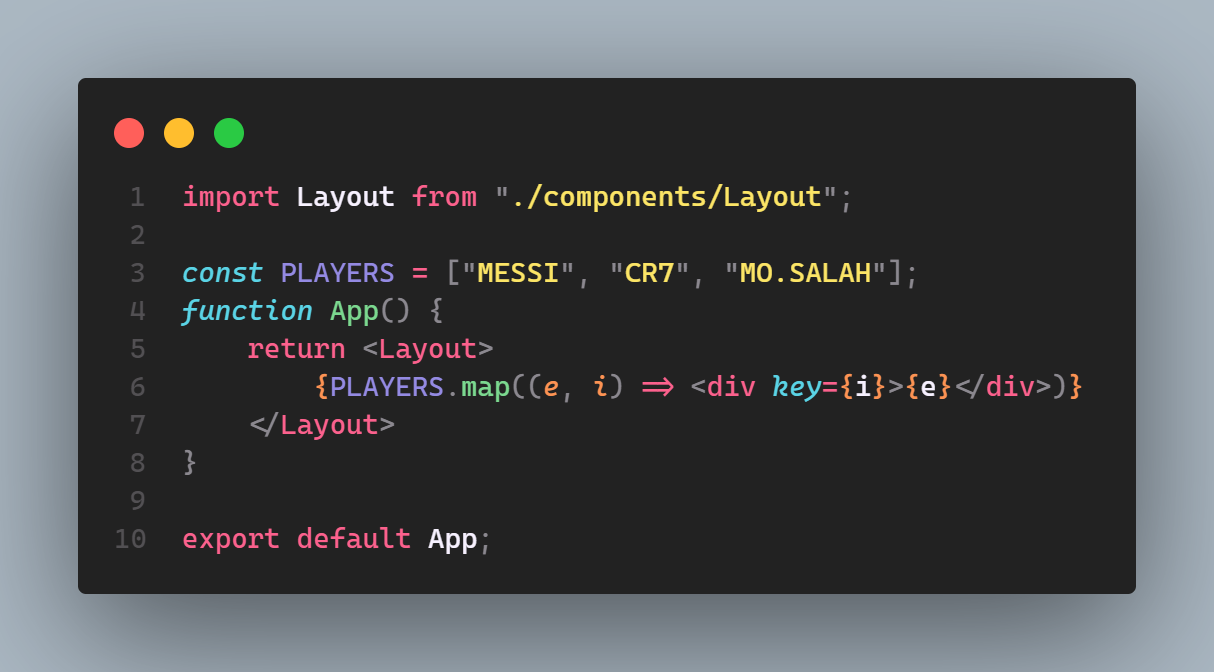 1 import Layout from "./components/Layout";
2
3 const PLAYERS = ["MESSI", "CR7", "MO.SALAH"];
4 function App() {
5     return <Layout>
6         {PLAYERS.map((e, i) => <div key={i}>{e}</div>)}
7     </Layout>
8 }
9
10 export default App;